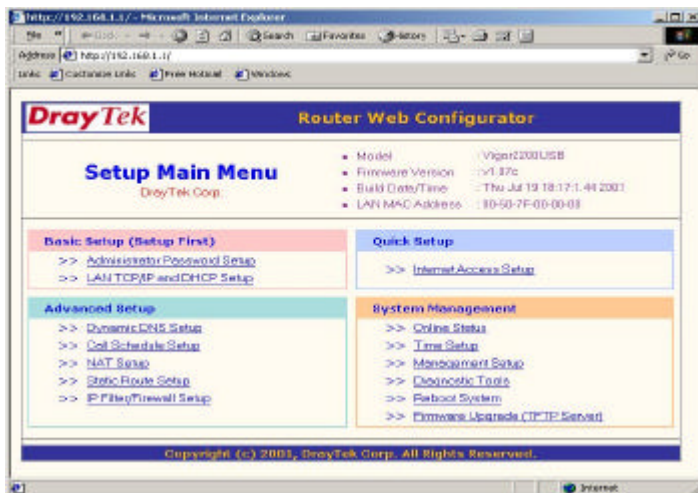 http://192.168.1.1/ - Microsoft Internet Explorer
Search Favorites History
Address http://192.168.1.1/ Go
Links Customize Links Free Hotmail Windows
DrayTek Router Web Configurator
Setup Main Menu
DrayTek Corp.
Model : Vigor2200USB
Firmware Version : v1.07c
Build Date/Time : Thu Jul 19 18:17:1.44 2001
LAN MAC Address : 00-50-7F-00-00-00
Basic Setup (Setup First)
>> Administrator Password Setup
>> LAN TCP/IP and DHCP Setup
Quick Setup
>> Internet Access Setup
Advanced Setup
>> Dynamic DNS Setup
>> Call Schedule Setup
>> NAT Setup
>> Static Route Setup
>> IP Filter/Firewall Setup
System Management
>> Online Status
>> Time Setup
>> Management Setup
>> Diagnostic Tools
>> Reboot System
>> Firmware Upgrade (TFTP Server)
Copyright (c) 2001, DrayTek Corp. All Rights Reserved.
Internet